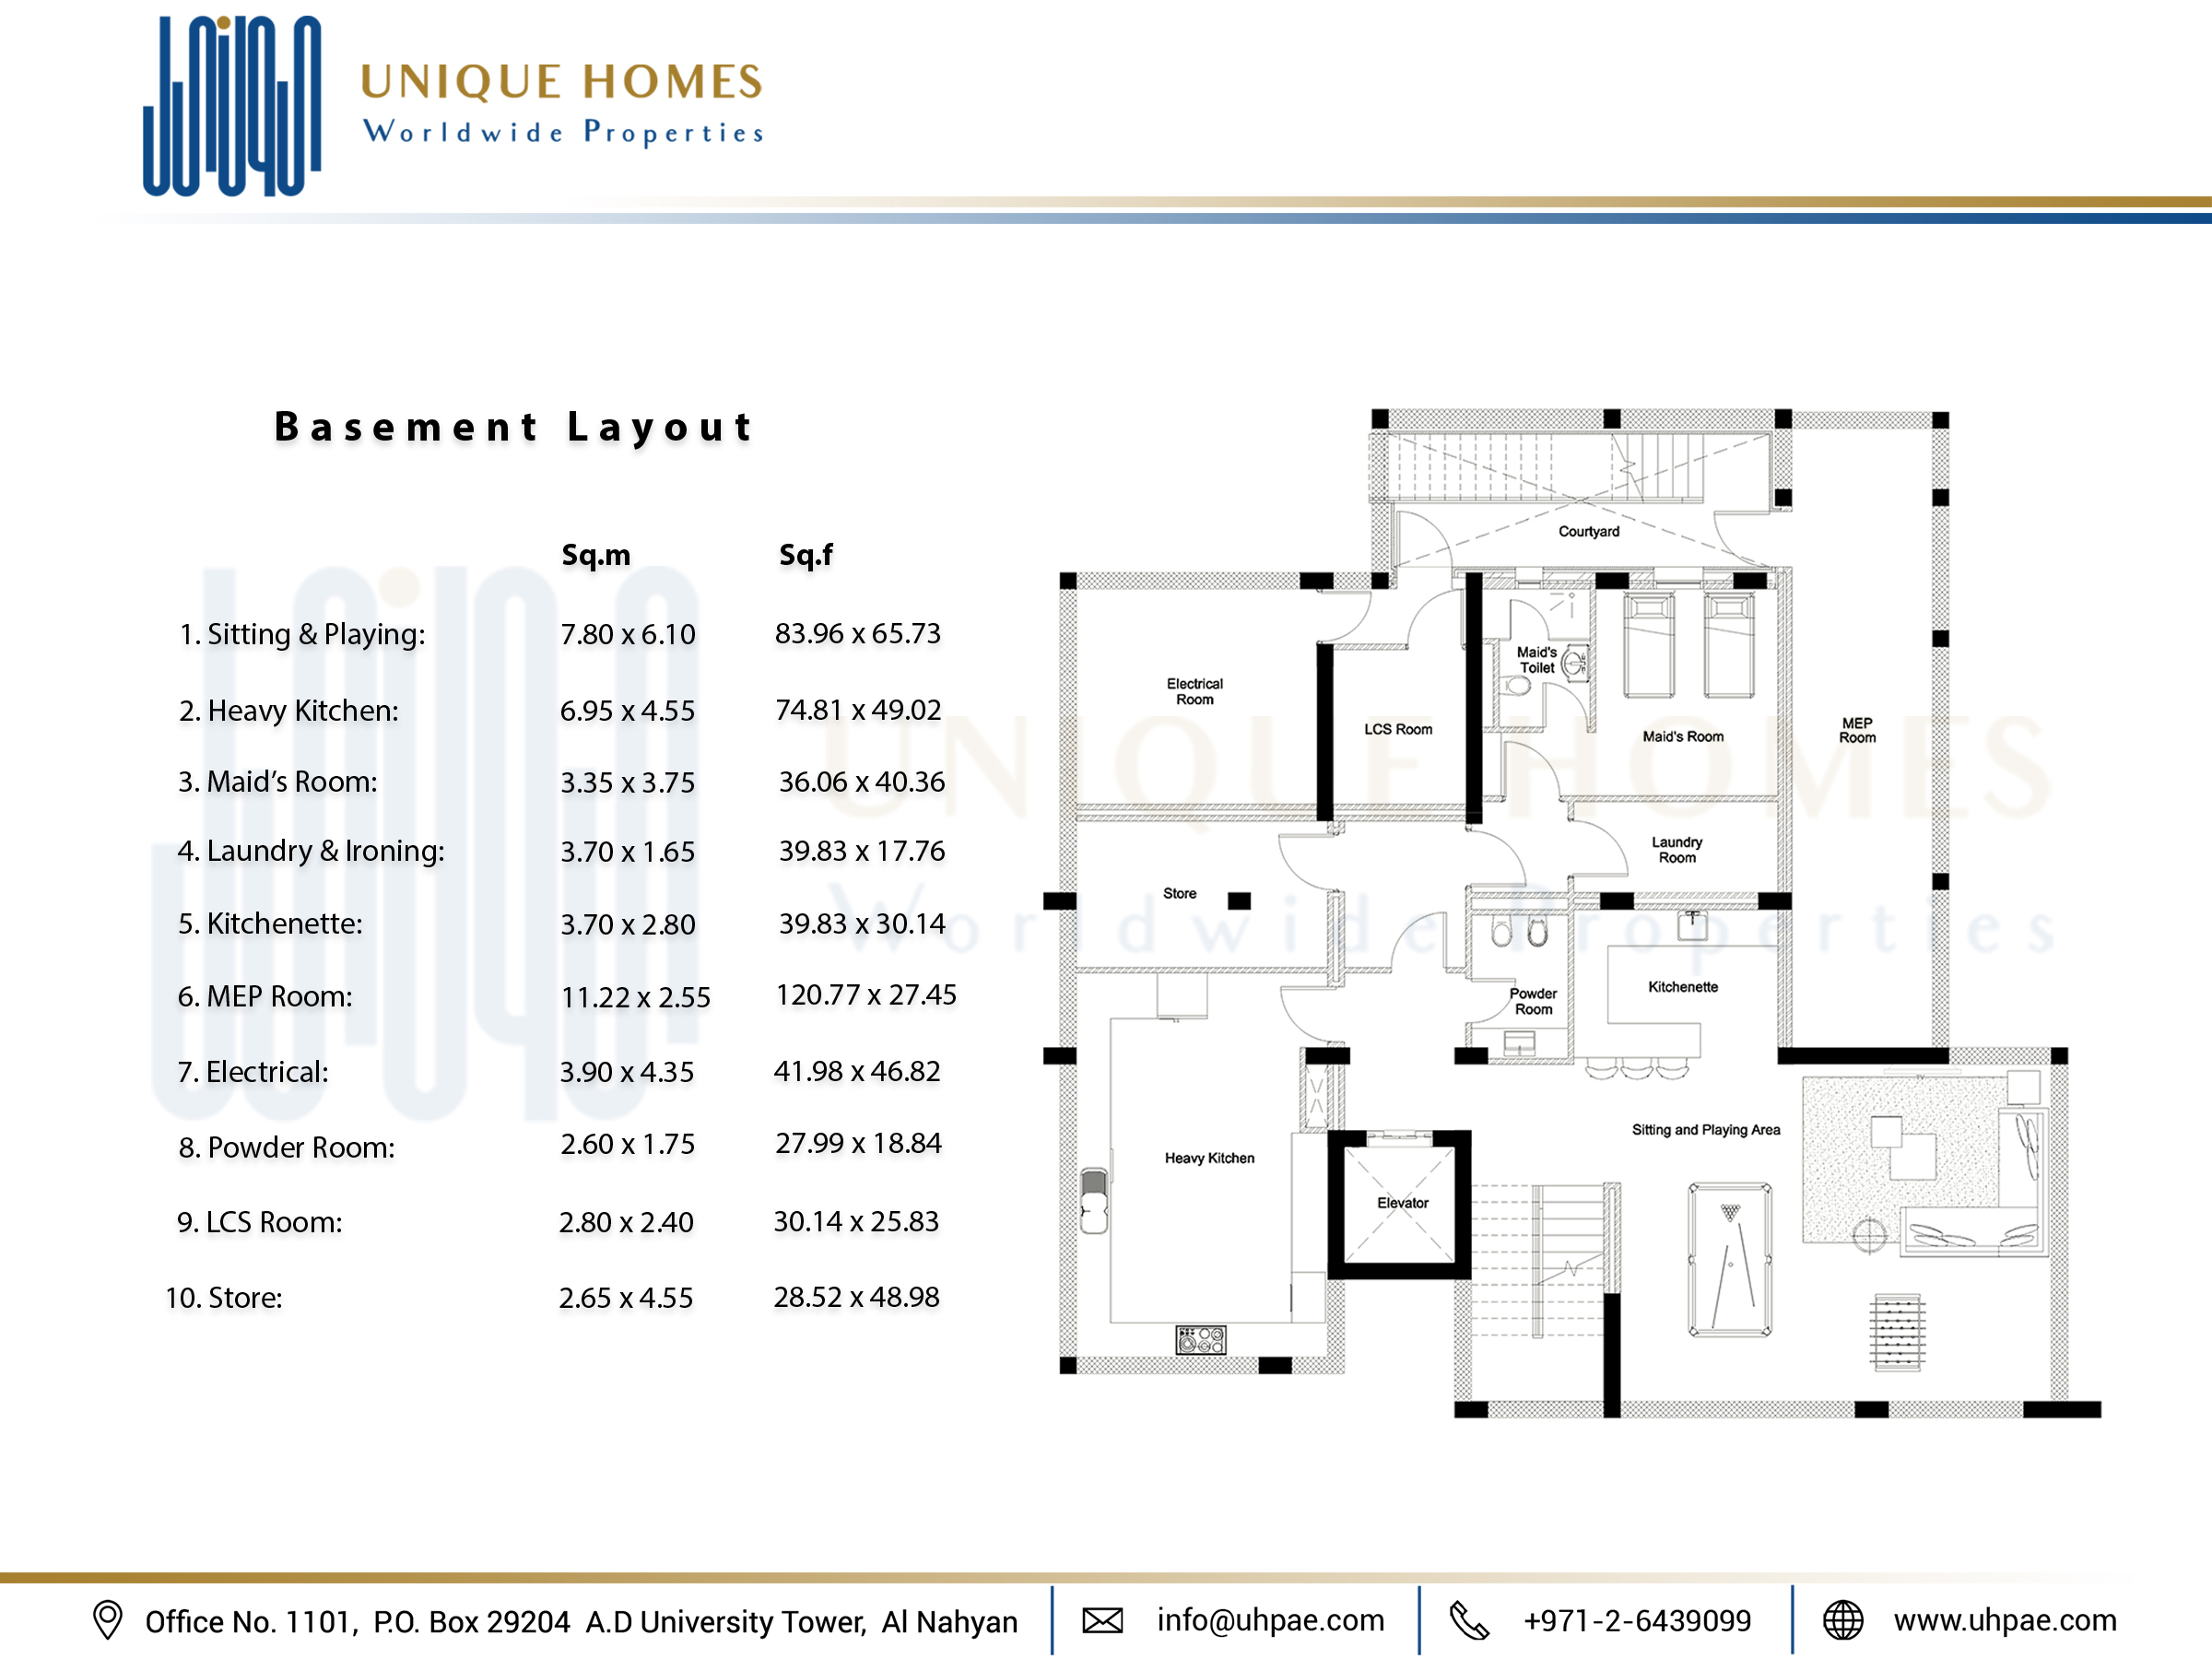 UNIQUE HOMES
Worldwide Properties
Basement Layout
Sq.m Sq.f
1. Sitting & Playing: 7.80 x 6.10 83.96 x 65.73
2. Heavy Kitchen: 6.95 x 4.55 74.81 x 49.02
3. Maid’s Room: 3.35 x 3.75 36.06 x 40.36
4. Laundry & Ironing: 3.70 x 1.65 39.83 x 17.76
5. Kitchenette: 3.70 x 2.80 39.83 x 30.14
6. MEP Room: 11.22 x 2.55 120.77 x 27.45
7. Electrical: 3.90 x 4.35 41.98 x 46.82
8. Powder Room: 2.60 x 1.75 27.99 x 18.84
9. LCS Room: 2.80 x 2.40 30.14 x 25.83
10. Store: 2.65 x 4.55 28.52 x 48.98
Courtyard
Electrical
Room
LCS Room
Maid's
Toilet
Maid's Room
MEP
Room
Laundry
Room
Store
Powder
Room
Kitchenette
Heavy Kitchen
Elevator
Sitting and Playing Area
TV
UNIQUE HOMES
Worldwide Properties
Office No. 1101, P.O. Box 29204 A.D University Tower, Al Nahyan
info@uhpae.com
+971-2-6439099
www.uhpae.com